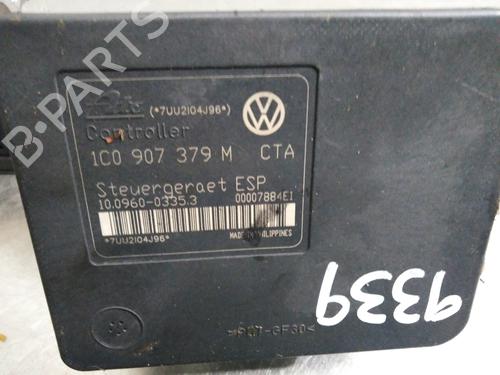 B-PARTS
Ate (*7UU2I04J96*)
Controller
1C0 907 379 M CTA
Steuergeraet ESP
10.0960-0335.3 00007884E1
*7UU2I04J96*
MADE IN PHILIPPINES
9339